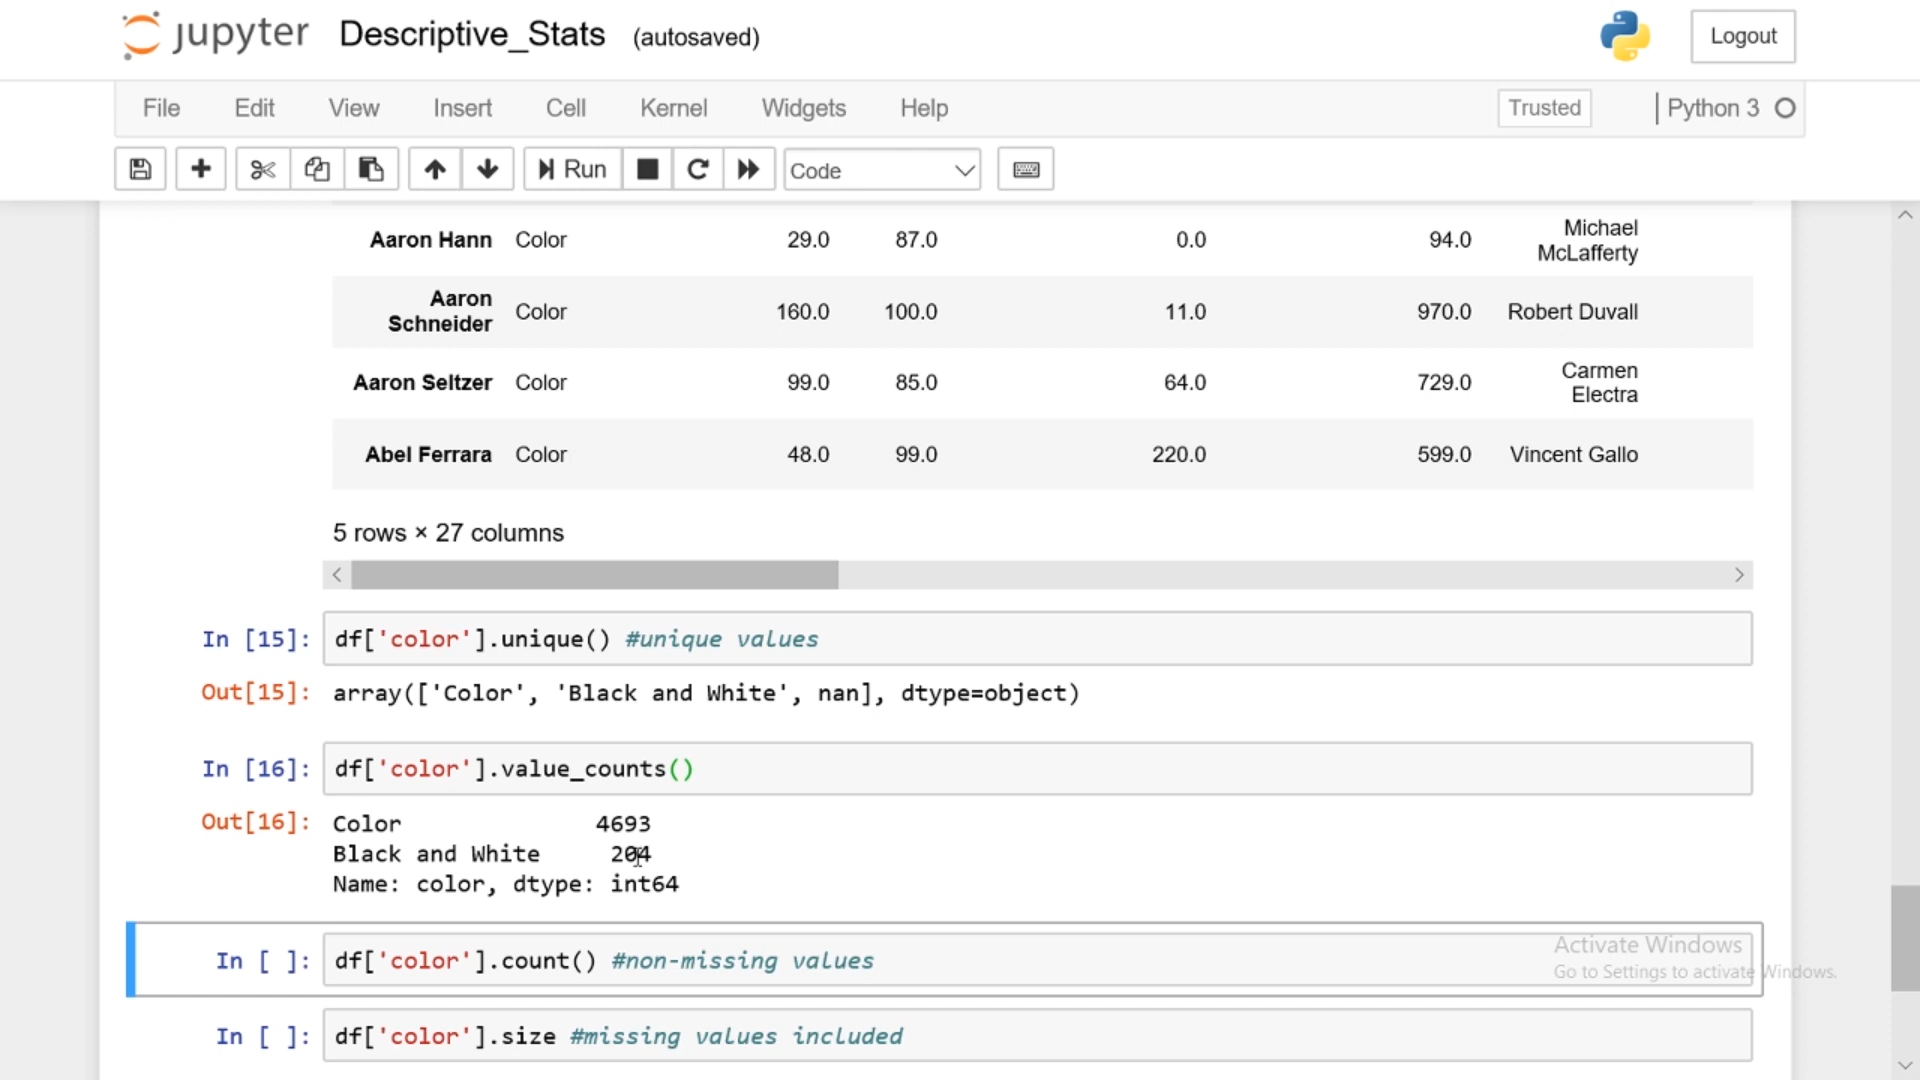 jupyter Descriptive_Stats (autosaved) Logout
File Edit View Insert Cell Kernel Widgets Help Trusted Python 3
Run Code
Aaron Hann Color 29.0 87.0 0.0 94.0 Michael
McLafferty
Aaron
Schneider Color 160.0 100.0 11.0 970.0 Robert Duvall
Aaron Seltzer Color 99.0 85.0 64.0 729.0 Carmen
Electra
Abel Ferrara Color 48.0 99.0 220.0 599.0 Vincent Gallo
5 rows × 27 columns
In [15]: df['color'].unique() #unique values
Out[15]: array(['Color', 'Black and White', nan], dtype=object)
In [16]: df['color'].value_counts()
Out[16]: Color 4693
Black and White 204
Name: color, dtype: int64
In [ ]: df['color'].count() #non-missing values
Activate Windows
Go to Settings to activate Windows.
In [ ]: df['color'].size #missing values included